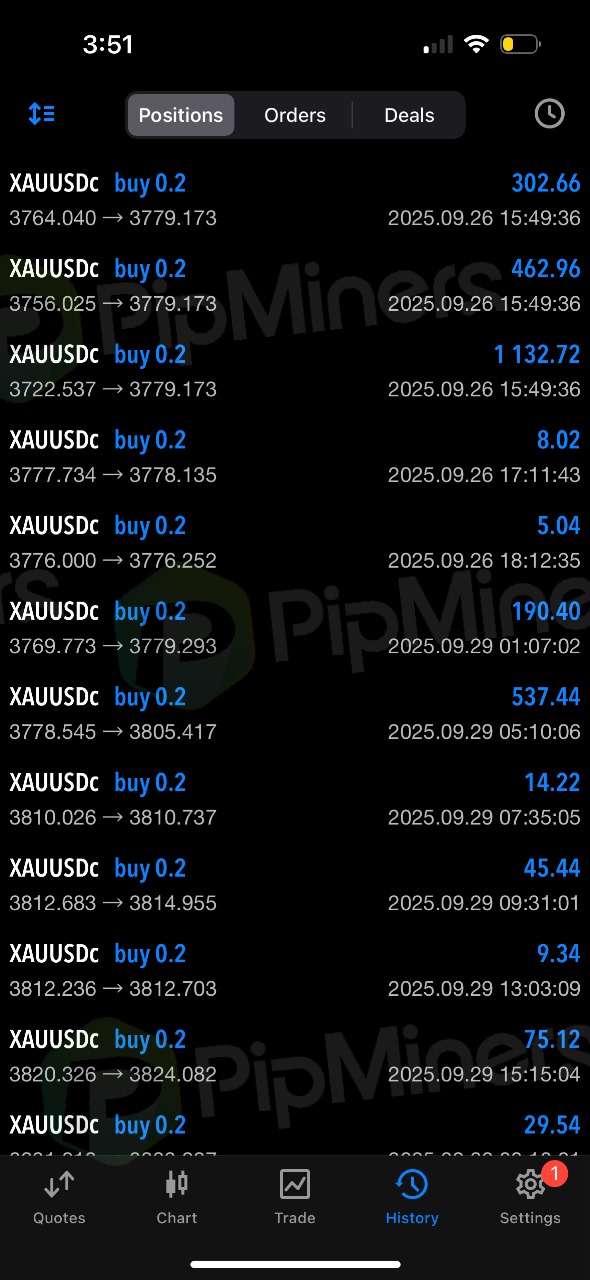 3:51
Positions Orders Deals
XAUUSDc buy 0.2 302.66
3764.040 → 3779.173 2025.09.26 15:49:36
XAUUSDc buy 0.2 462.96
3756.025 → 3779.173 2025.09.26 15:49:36
XAUUSDc buy 0.2 1 132.72
3722.537 → 3779.173 2025.09.26 15:49:36
XAUUSDc buy 0.2 8.02
3777.734 → 3778.135 2025.09.26 17:11:43
XAUUSDc buy 0.2 5.04
3776.000 → 3776.252 2025.09.26 18:12:35
XAUUSDc buy 0.2 190.40
3769.773 → 3779.293 2025.09.29 01:07:02
XAUUSDc buy 0.2 537.44
3778.545 → 3805.417 2025.09.29 05:10:06
XAUUSDc buy 0.2 14.22
3810.026 → 3810.737 2025.09.29 07:35:05
XAUUSDc buy 0.2 45.44
3812.683 → 3814.955 2025.09.29 09:31:01
XAUUSDc buy 0.2 9.34
3812.236 → 3812.703 2025.09.29 13:03:09
XAUUSDc buy 0.2 75.12
3820.326 → 3824.082 2025.09.29 15:15:04
XAUUSDc buy 0.2 29.54
1
Quotes Chart Trade History Settings
PipMiners
PipMiners
PipMiners